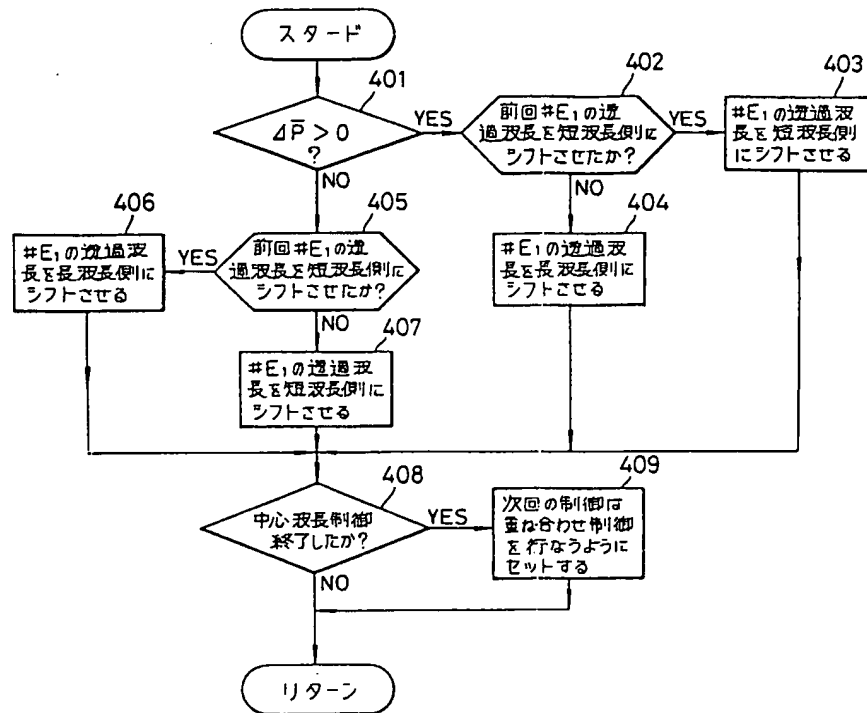 スタード
401
ΔP̅ > 0
?
YES
NO
402
前回 #E₁の透
過波長を短波長側に
シフトさせたか?
YES
NO
403
#E₁の透過波
長を短波長側
にシフトさせる
404
#E₁の透過波
長を長波長側に
シフトさせる
405
前回 #E₁の透
過波長を短波長側に
シフトさせたか?
YES
NO
406
#E₁の透過波
長を長波長側に
シフトさせる
407
#E₁の透過波
長を短波長側に
シフトさせる
408
中心波長制御
終了したか?
YES
NO
409
次回の制御は
重ね合わせ制御
を行なうように
セットする
リターン